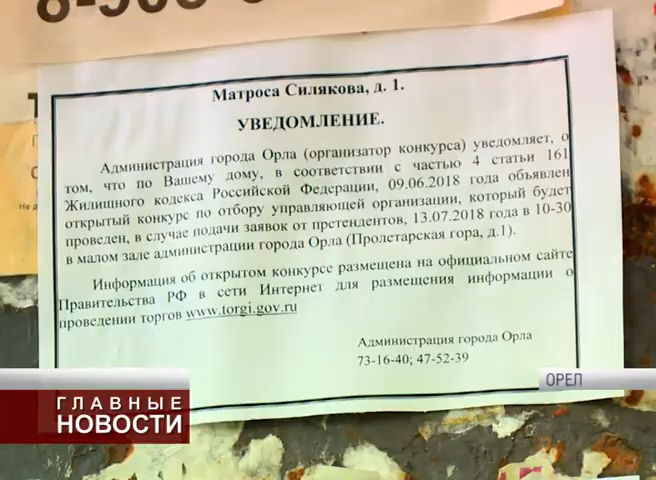 Матроса Силякова, д. 1.
УВЕДОМЛЕНИЕ.
Администрация города Орла (организатор конкурса) уведомляет, о
том, что по Вашему дому, в соответствии с частью 4 статьи 161
Жилищного кодекса Российской Федерации, 09.06.2018 года объявлен
открытый конкурс по отбору управляющей организации, который будет
проведен, в случае подачи заявок от претендентов, 13.07.2018 года в 10-30
в малом зале администрации города Орла (Пролетарская гора, д.1).
Информация об открытом конкурсе размещена на официальном сайте
Правительства РФ в сети Интернет для размещения информации о
проведении торгов www.torgi.gov.ru
Администрация города Орла
73-16-40; 47-52-39
ОРЕЛ
ГЛАВНЫЕ
НОВОСТИ